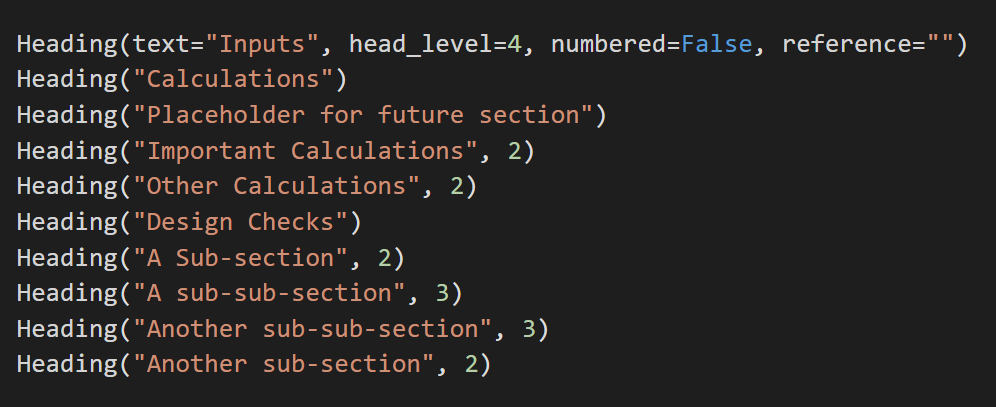 Heading(text="Inputs", head_level=4, numbered=False, reference="")
Heading("Calculations")
Heading("Placeholder for future section")
Heading("Important Calculations", 2)
Heading("Other Calculations", 2)
Heading("Design Checks")
Heading("A Sub-section", 2)
Heading("A sub-sub-section", 3)
Heading("Another sub-sub-section", 3)
Heading("Another sub-section", 2)